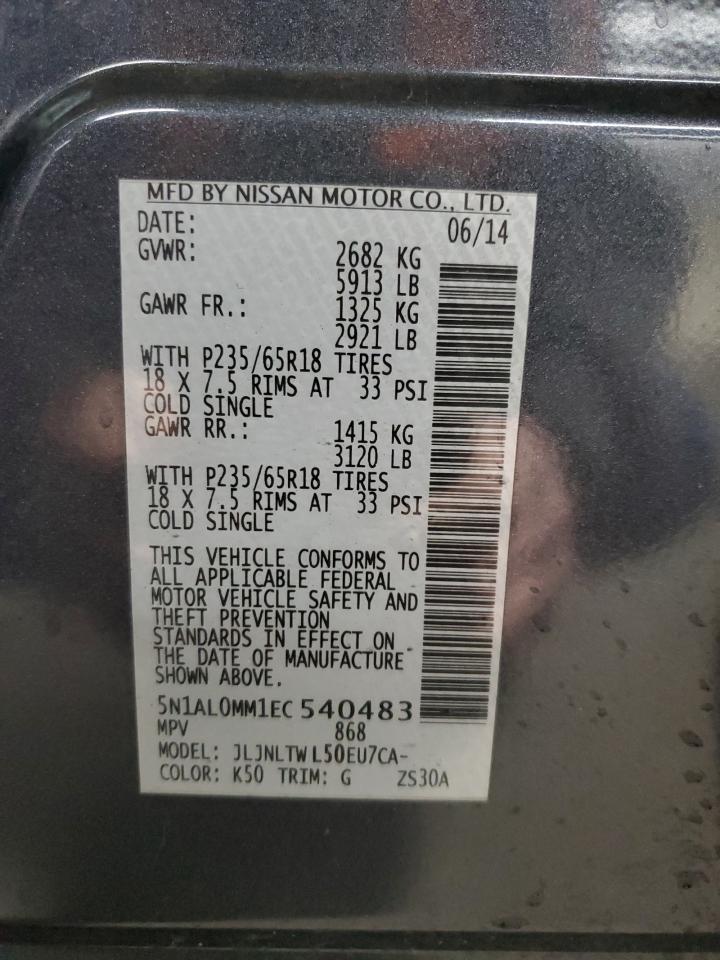 MFD BY NISSAN MOTOR CO., LTD.
DATE: 06/14
GVWR: 2682 KG
5913 LB
GAWR FR.: 1325 KG
2921 LB
WITH P235/65R18 TIRES
18 X 7.5 RIMS AT 33 PSI
COLD SINGLE
GAWR RR.: 1415 KG
3120 LB
WITH P235/65R18 TIRES
18 X 7.5 RIMS AT 33 PSI
COLD SINGLE
THIS VEHICLE CONFORMS TO
ALL APPLICABLE FEDERAL
MOTOR VEHICLE SAFETY AND
THEFT PREVENTION
STANDARDS IN EFFECT ON
THE DATE OF MANUFACTURE
SHOWN ABOVE.
5N1AL0MM1EC 540483
MPV 868
MODEL: JLJNLTW L50EU7CA-
COLOR: K50 TRIM: G ZS30A